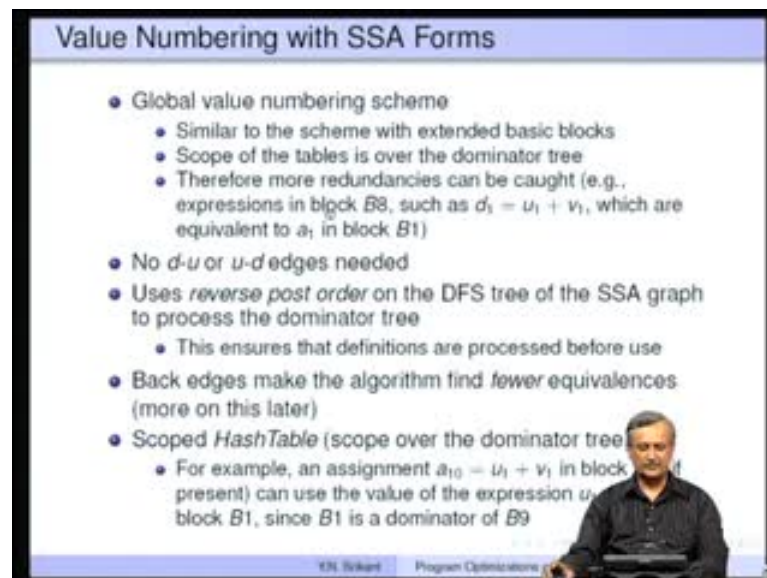 Value Numbering with SSA Forms
Global value numbering scheme
Similar to the scheme with extended basic blocks
Scope of the tables is over the dominator tree
Therefore more redundancies can be caught (e.g.,
expressions in block B8, such as d₁ = u₁ + v₁, which are
equivalent to a₁ in block B1)
No d-u or u-d edges needed
Uses reverse post order on the DFS tree of the SSA graph
to process the dominator tree
This ensures that definitions are processed before use
Back edges make the algorithm find fewer equivalences
(more on this later)
Scoped HashTable (scope over the dominator tree
For example, an assignment a₁₀ = u₁ + v₁ in block
present) can use the value of the expression
block B1, since B1 is a dominator of B9
Y.N. Srikant Program Optimizations